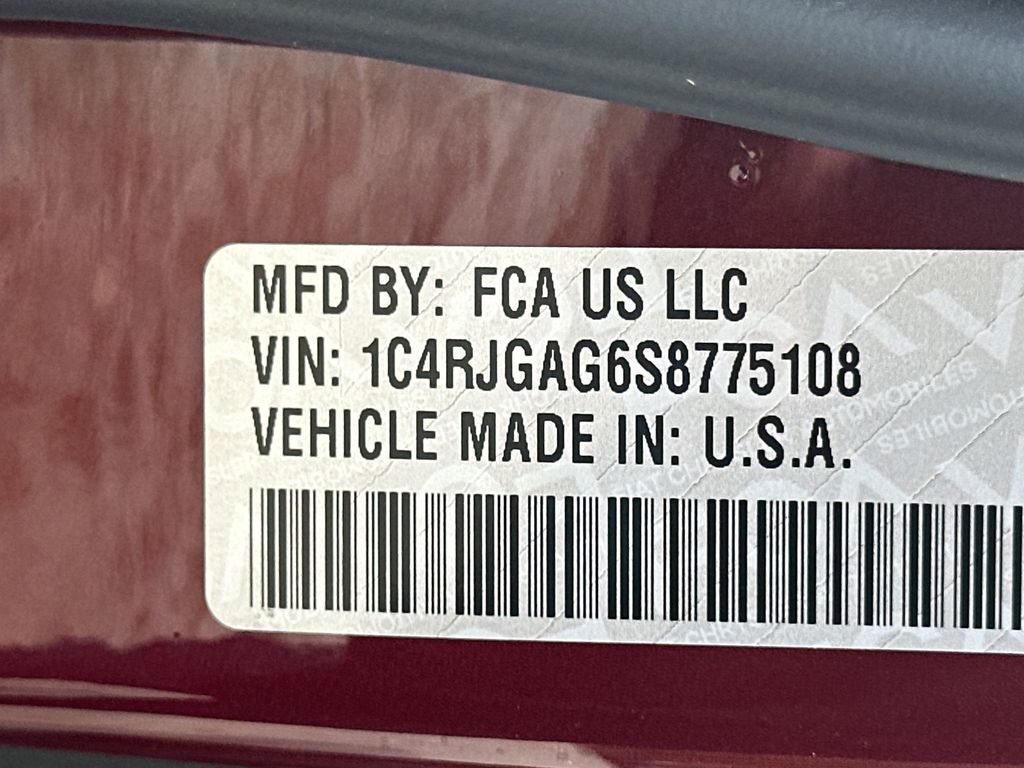 MFD BY: FCA US LLC
VIN: 1C4RJGAG6S8775108
VEHICLE MADE IN: U.S.A.